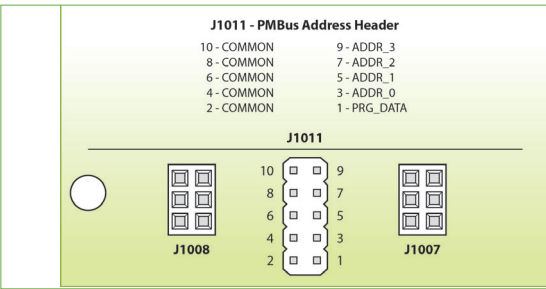 J1011 - PMBus Address Header
10 - COMMON 9 - ADDR_3
8 - COMMON 7 - ADDR_2
6 - COMMON 5 - ADDR_1
4 - COMMON 3 - ADDR_0
2 - COMMON 1 - PRG_DATA
J1011
10 9
8 7
6 5
4 3
2 1
J1008 J1007